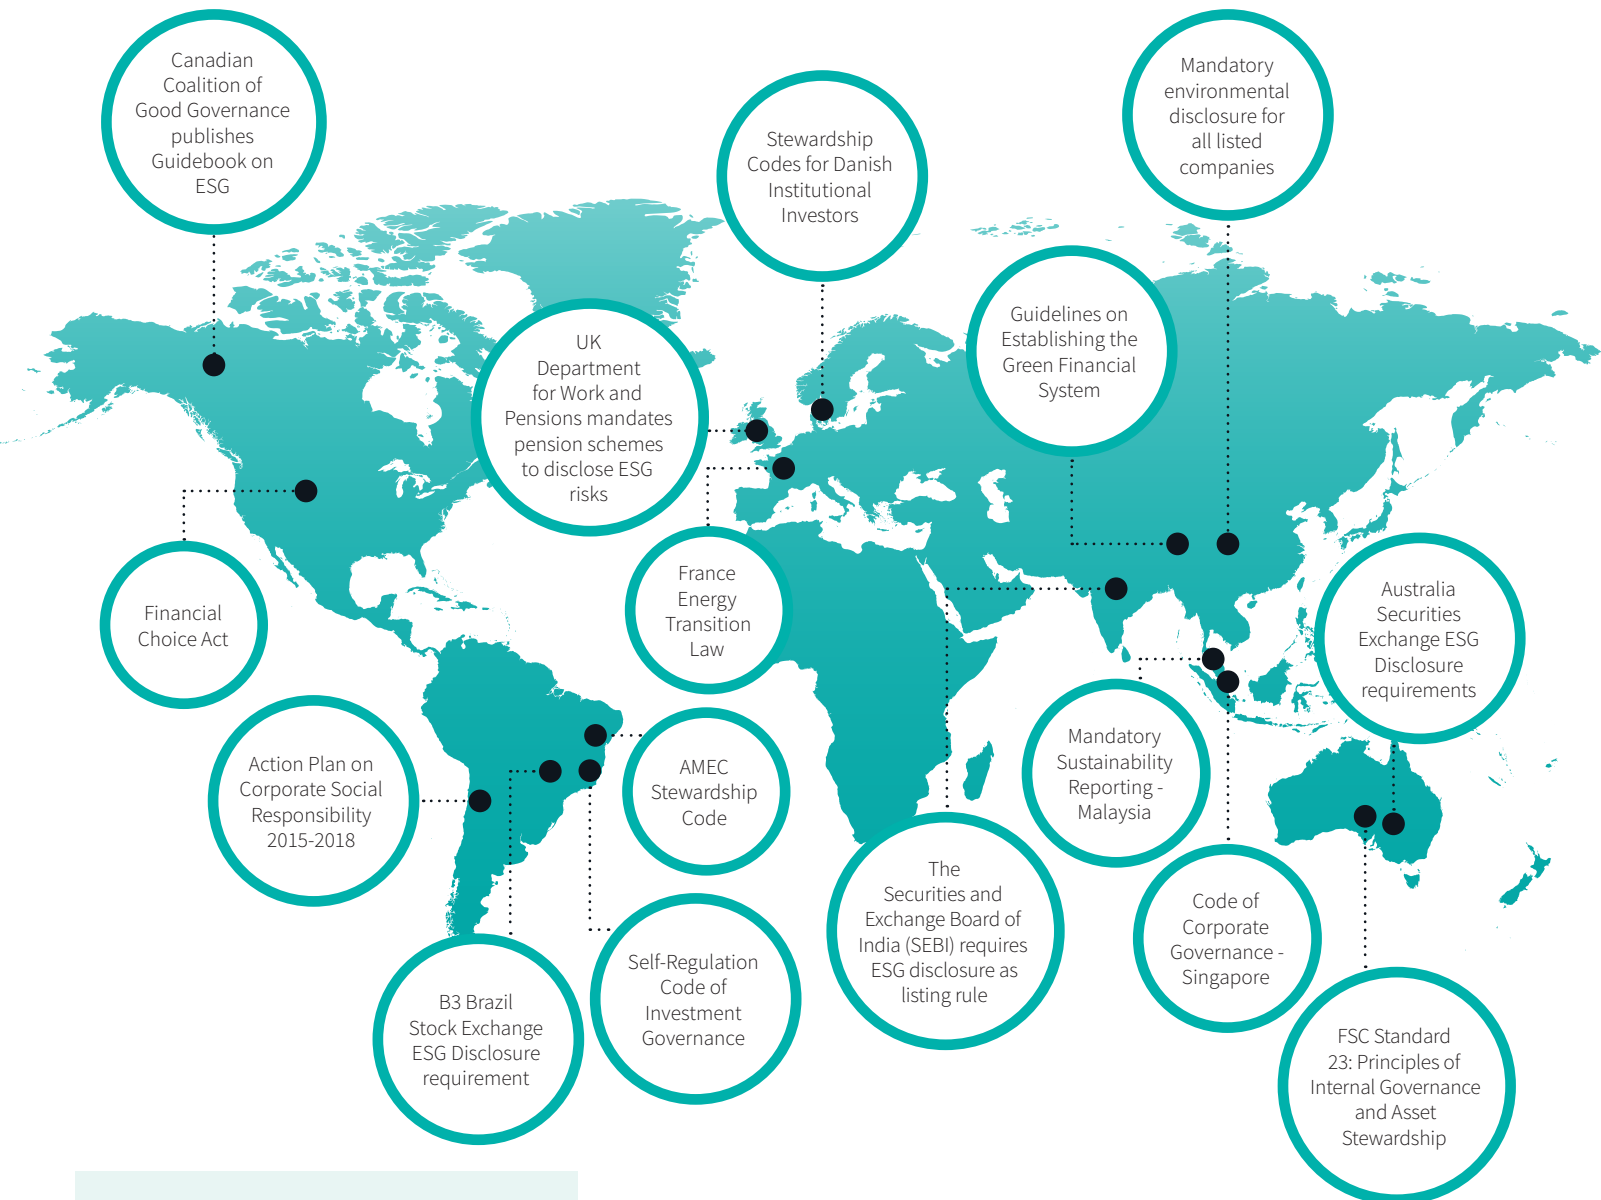 Canadian
Coalition of
Good Governance
publishes
Guidebook on
ESG
Stewardship
Codes for Danish
Institutional
Investors
Mandatory
environmental
disclosure for
all listed
companies
UK
Department
for Work and
Pensions mandates
pension schemes
to disclose ESG
risks
Guidelines on
Establishing the
Green Financial
System
Financial
Choice Act
France
Energy
Transition
Law
Australia
Securities
Exchange ESG
Disclosure
requirements
Action Plan on
Corporate Social
Responsibility
2015-2018
AMEC
Stewardship
Code
Mandatory
Sustainability
Reporting -
Malaysia
The
Securities and
Exchange Board of
India (SEBI) requires
ESG disclosure as
listing rule
Code of
Corporate
Governance -
Singapore
B3 Brazil
Stock Exchange
ESG Disclosure
requirement
Self-Regulation
Code of
Investment
Governance
FSC Standard
23: Principles of
Internal Governance
and Asset
Stewardship